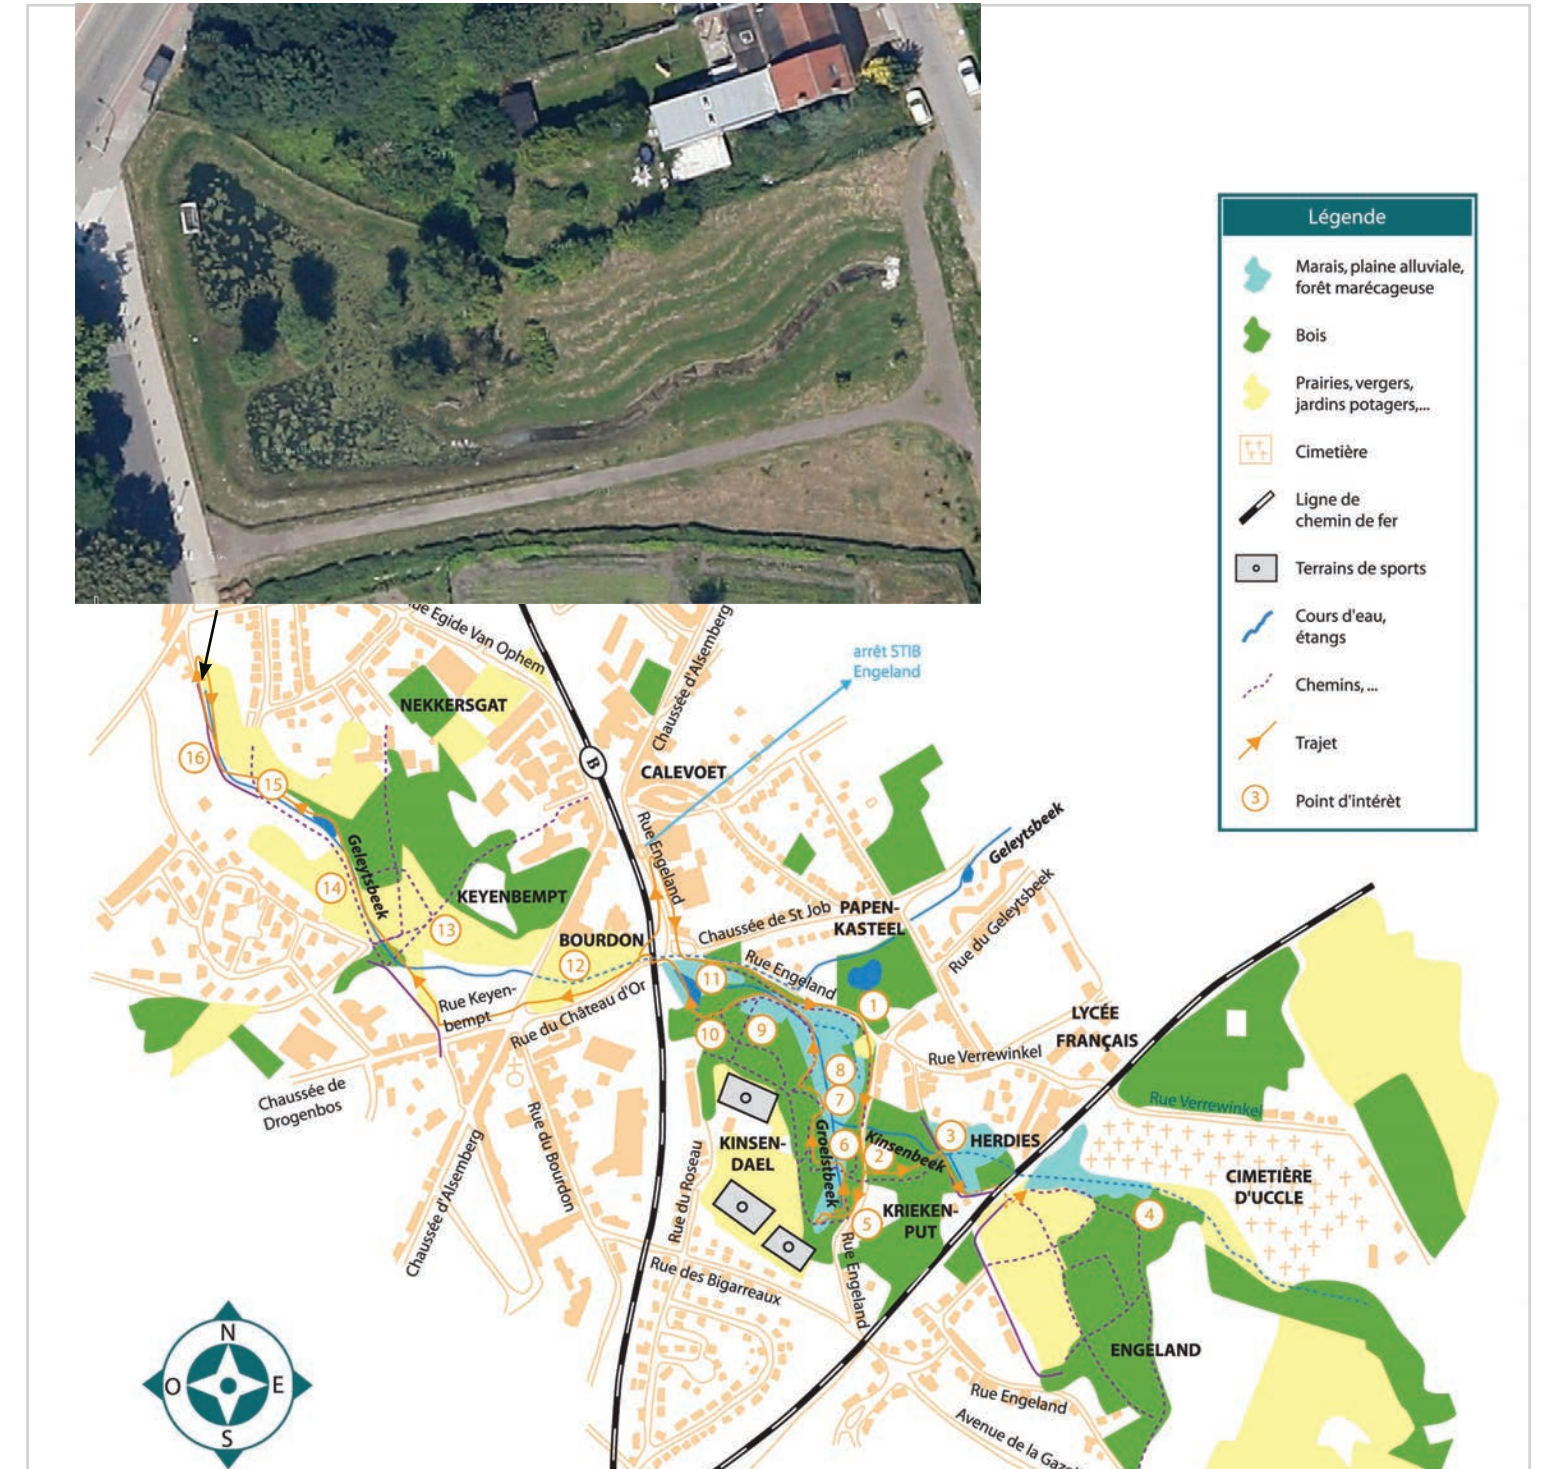 Légende
Marais, plaine alluviale,
forêt marécageuse
Bois
Prairies, vergers,
jardins potagers,...
Cimetière
Ligne de
chemin de fer
Terrains de sports
Cours d'eau,
étangs
Chemins, ...
Trajet
3
Point d'intérèt
ue Egide Van Ophem
Chaussée d'Alsemberg
arrêt STIB
Engeland
NEKKERSGAT
B
CALEVOET
16
15
Geleytsbeek
14
KEYENBEMPT
13
Rue Engeland
Geleytsbeek
Rue du Geleytsbeek
PAPEN-
KASTEEL
Chaussée de St Job
BOURDON
12
11
Rue Engeland
1
Rue Keyen-
bempt
Rue du Château d'Or
10
9
LYCÉE
FRANÇAIS
Rue Verrewinkel
8
7
Rue Verrewinkel
Chaussée de
Drogenbos
Rue du Bourdon
Chaussée d'Alsemberg
KINSEN-
DAEL
Rue du Roseau
Groelstbeek
6
Kinsenbeek
2
3
HERDIES
CIMETIÈRE
D'UCCLE
KRIEKEN-
PUT
5
4
Rue Engeland
Rue des Bigarreaux
ENGELAND
Rue Engeland
Avenue de la
N
O
E
S